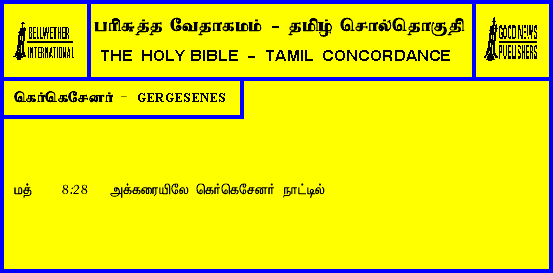 BELLWETHER
INTERNATIONAL
பரிசுத்த வேதாகமம் - தமிழ் சொல்தொகுதி
THE HOLY BIBLE - TAMIL CONCORDANCE
GOOD NEWS
PUBLISHERS
கெர்கெசேனர் - GERGESENES
மத் 8:28 அக்கரையிலே கெர்கெசேனர் நாட்டில்